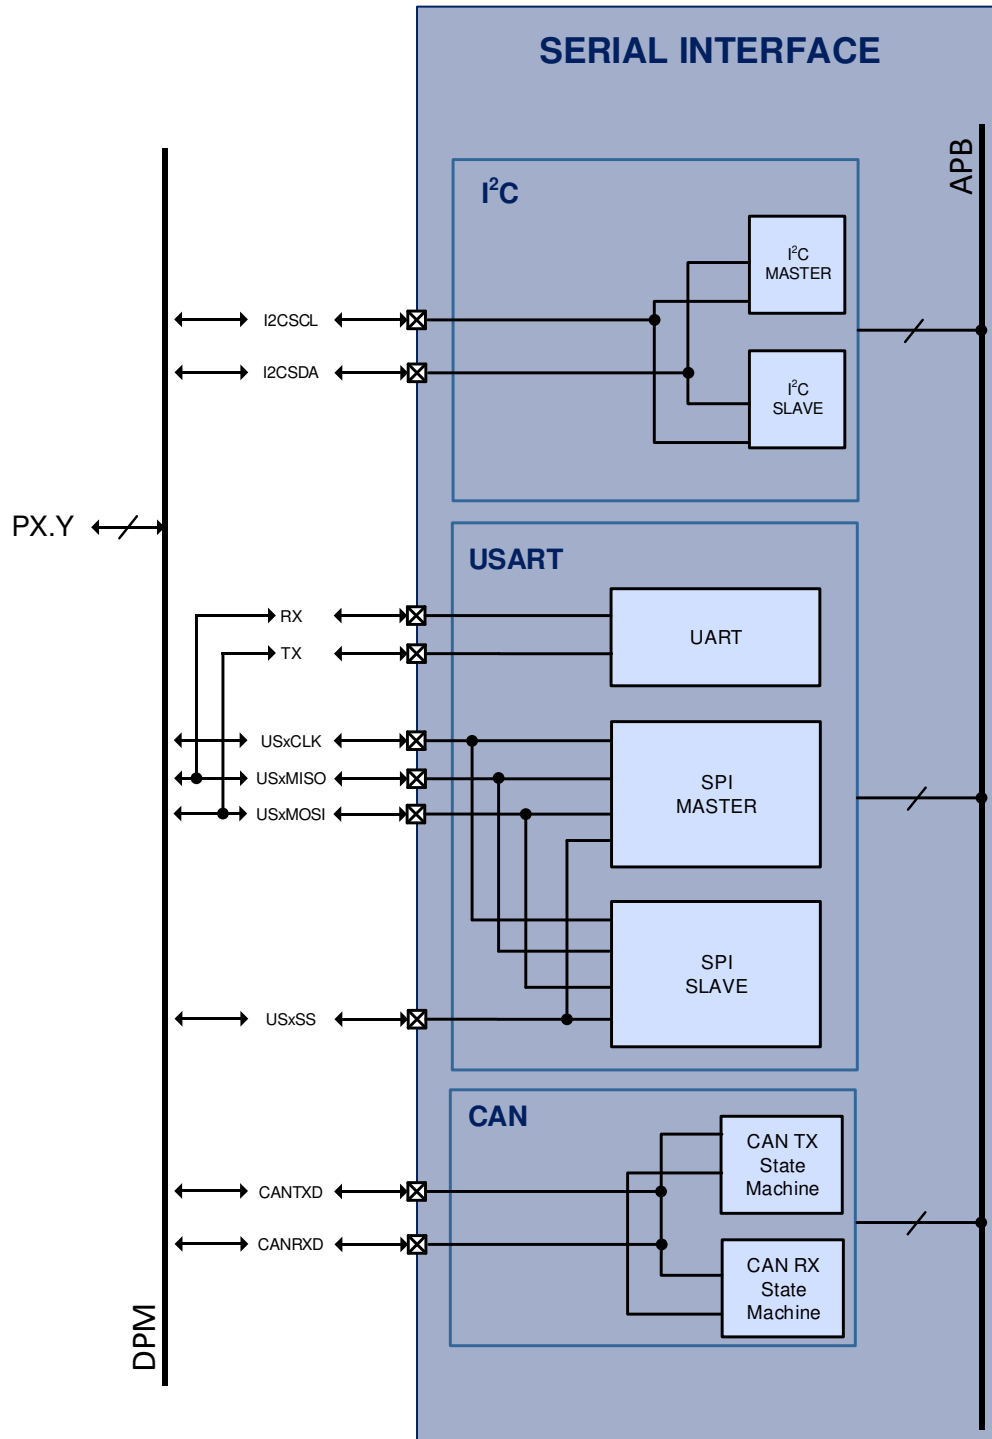 SERIAL INTERFACE
APB
I²C
I²C
MASTER
I2CSCL
I2CSDA
I²C
SLAVE
PX.Y
USART
RX
TX
UART
USxCLK
USxMISO
USxMOSI
SPI
MASTER
SPI
SLAVE
USxSS
CAN
CAN TX
State
Machine
CANTXD
CANRXD
CAN RX
State
Machine
DPM